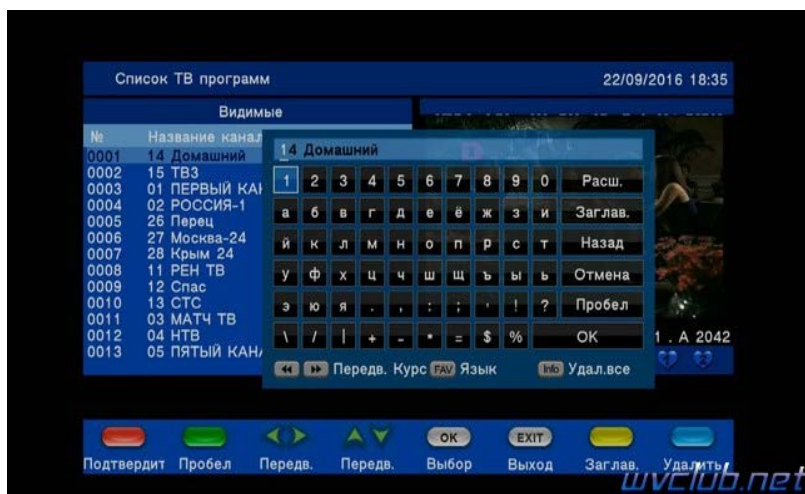 Список ТВ программ 22/09/2016 18:35
Видимые
№ Название канал
0001 14 Домашний
0002 15 ТВ3
0003 01 ПЕРВЫЙ КАН
0004 02 РОССИЯ-1
0005 26 Перец
0006 27 Москва-24
0007 28 Крым 24
0008 11 РЕН ТВ
0009 12 Спас
0010 13 СТС
0011 03 МАТЧ ТВ
0012 04 НТВ
0013 05 ПЯТЫЙ КАНА
14 Домашний
1 2 3 4 5 6 7 8 9 0 Расш.
а б в г д е ё ж з и Заглав.
й к л м н о п р с т Назад
у ф х ц ч ш щ ъ ы ь Отмена
э ю я . , : ; ' ! ? Пробел
\ / | + - * = $ % OK
Передв. Курс FAV Язык Info Удал.все
1 . A 2042
Подтвердит Пробел Передв. Передв. OK Выбор EXIT Выход Заглав. Удалить
wvclub.net